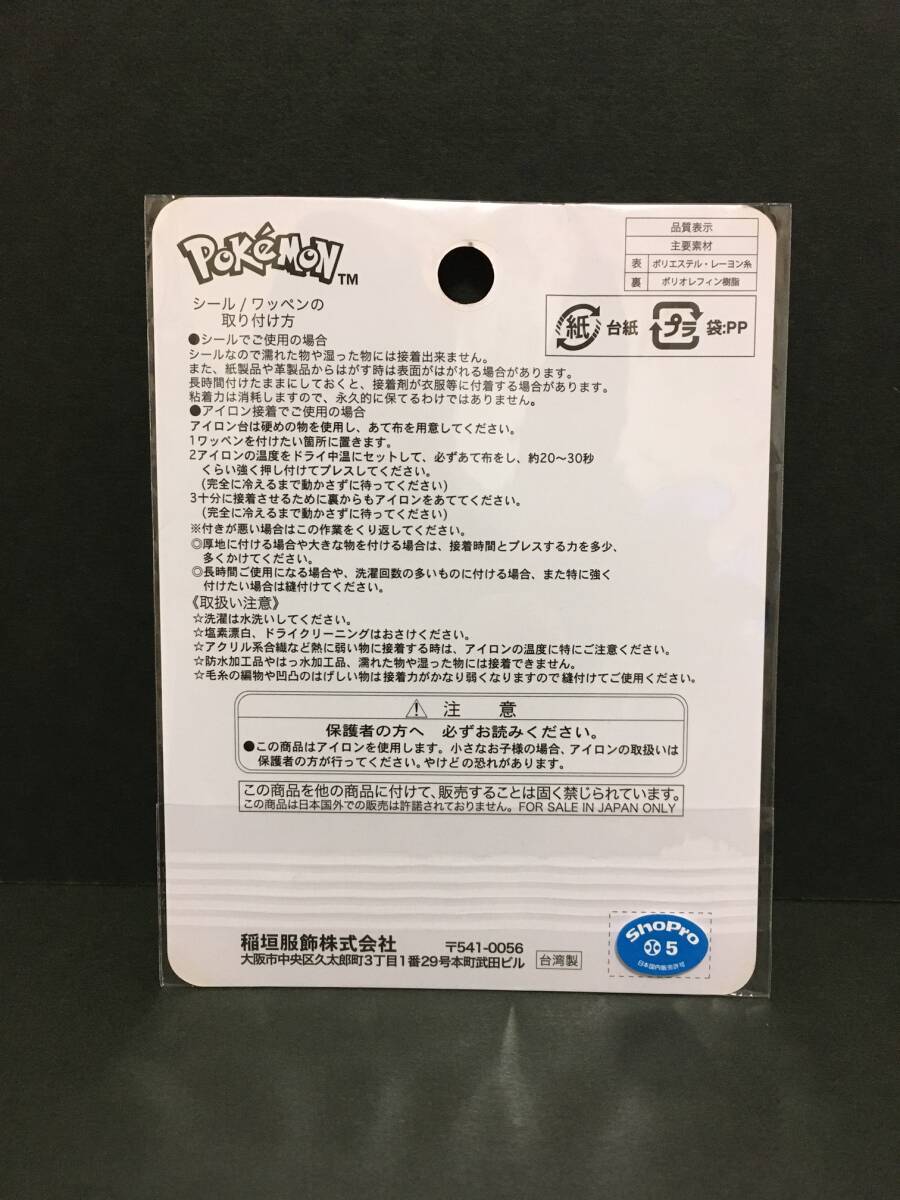 POKéMON TM
品質表示
主要素材
表 ポリエステル・レーヨン糸
裏 ポリオレフィン樹脂
紙 台紙 プラ 袋:PP
シール/ワッペンの
取り付け方
●シールでご使用の場合
シールなので濡れた物や湿った物には接着出来ません。
また、紙製品や革製品からはがす時は表面がはがれる場合があります。
長時間付けたままにしておくと、接着剤が衣服等に付着する場合があります。
粘着力は消耗しますので、永久的に保てるわけではありません。
●アイロン接着でご使用の場合
アイロン台は硬めの物を使用し、あて布を用意してください。
1ワッペンを付けたい箇所に置きます。
2アイロンの温度をドライ中温にセットして、必ずあて布をし、約20〜30秒
くらい強く押し付けてプレスしてください。
(完全に冷えるまで動かさずに待ってください)
3十分に接着させるために裏からもアイロンをあててください。
(完全に冷えるまで動かさずに待ってください)
※付きが悪い場合はこの作業をくり返してください。
◎厚地に付ける場合や大きな物を付ける場合は、接着時間とプレスする力を多少、
多くかけてください。
◎長時間ご使用になる場合や、洗濯回数の多いものに付ける場合、また特に強く
付けたい場合は縫付けてください。
《取扱い注意》
☆洗濯は水洗いしてください。
☆塩素漂白、ドライクリーニングはおさけください。
☆アクリル系合繊など熱に弱い物に接着する時は、アイロンの温度に特にご注意ください。
☆防水加工品やはっ水加工品、濡れた物や湿った物には接着できません。
☆毛糸の編物や凹凸のはげしい物は接着力がかなり弱くなりますので縫付けてご使用ください。
⚠ 注 意
保護者の方へ 必ずお読みください。
●この商品はアイロンを使用します。小さなお子様の場合、アイロンの取扱いは
保護者の方が行ってください。やけどの恐れがあります。
この商品を他の商品に付けて、販売することは固く禁じられています。
この商品は日本国外での販売は許諾されておりません。FOR SALE IN JAPAN ONLY
稲垣服飾株式会社 〒541-0056
大阪市中央区久太郎町3丁目1番29号本町武田ビル 台湾製
ShoPro
5
日本国内販売許可